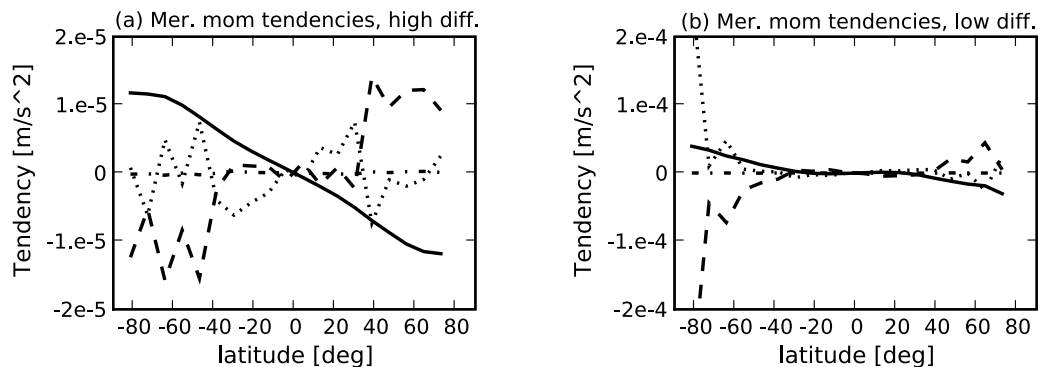 (a) Mer. mom tendencies, high diff.
2.e-5
1.e-5
0
-1.e-5
-2e-5
Tendency [m/s^2]
-80 -60 -40 -20 0 20 40 60 80
latitude [deg]
(b) Mer. mom tendencies, low diff.
2.e-4
1.e-4
0
-1.e-4
-2e-4
Tendency [m/s^2]
-80 -60 -40 -20 0 20 40 60 80
latitude [deg]